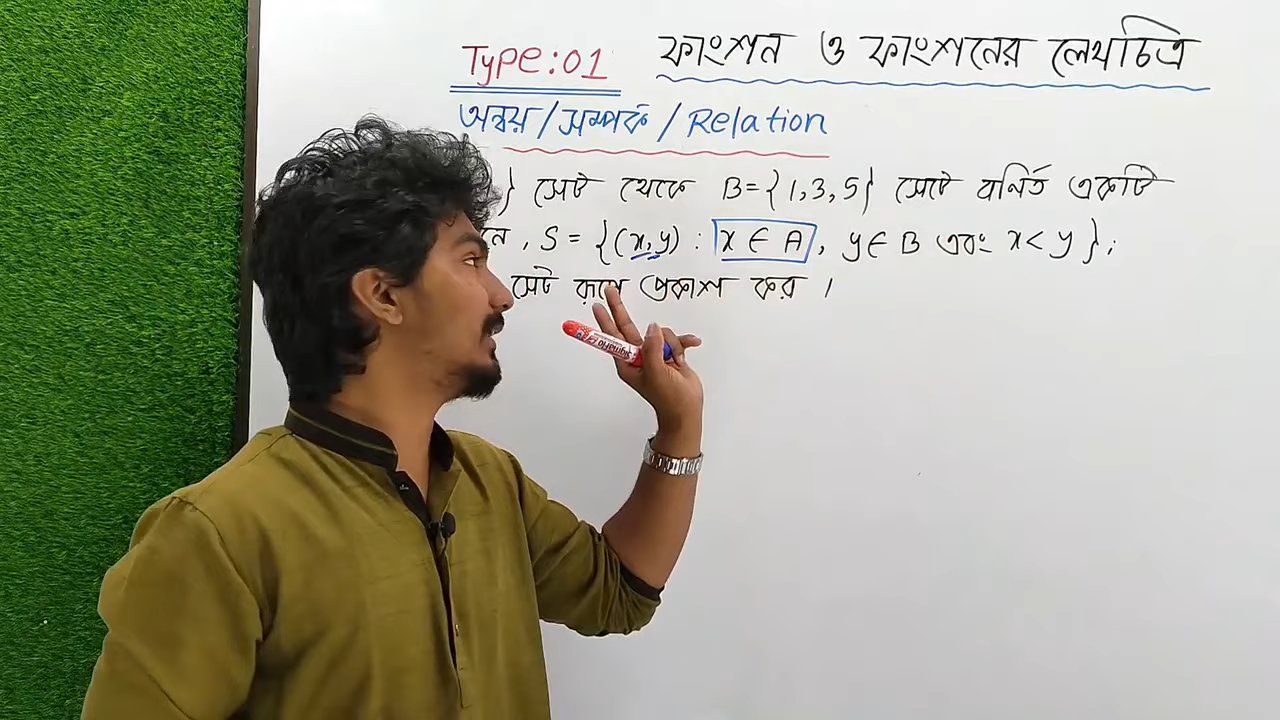 Type:01 ফাংশন ও ফাংশনের লেখচিত্র
অন্বয়/সম্পর্ক/Relation
} সেট থেকে B={1,3,5} সেটে বর্নিত একটি
, S = {(x,y) : x ∈ A, y ∈ B এবং x < y};
সেট রূপে প্রকাশ কর ।